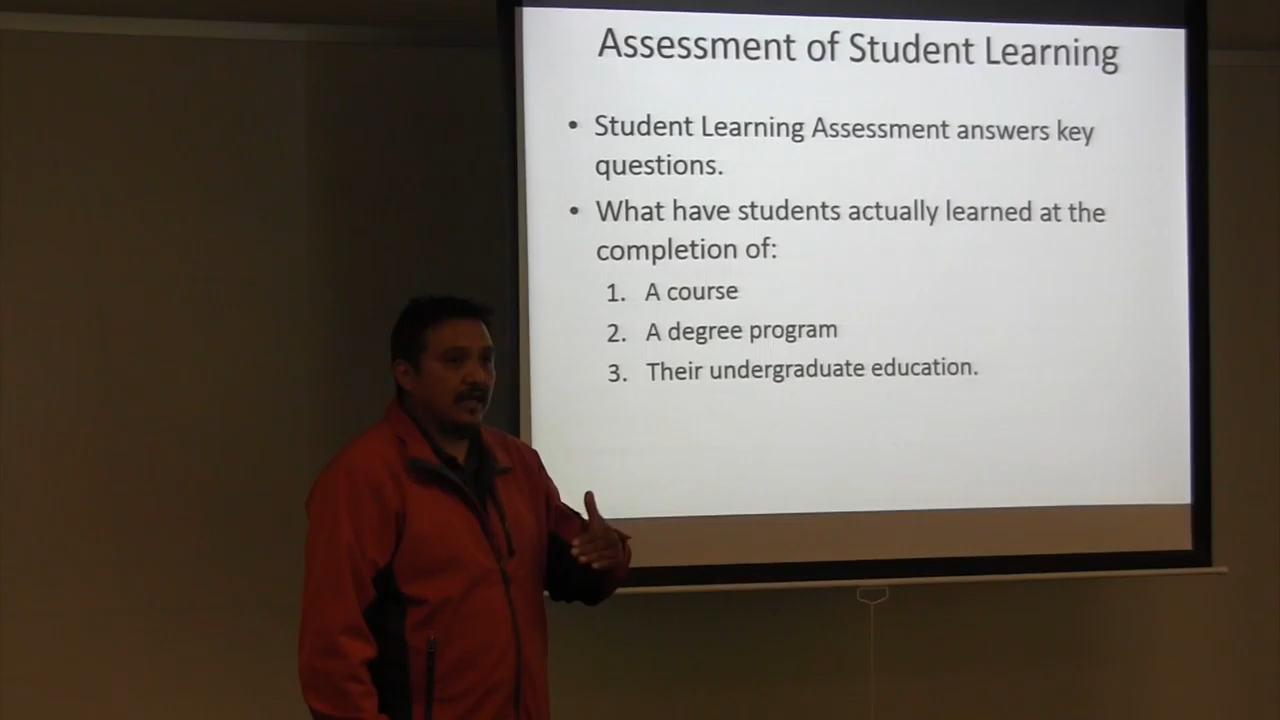 Assessment of Student Learning
• Student Learning Assessment answers key
questions.
• What have students actually learned at the
completion of:
1. A course
2. A degree program
3. Their undergraduate education.